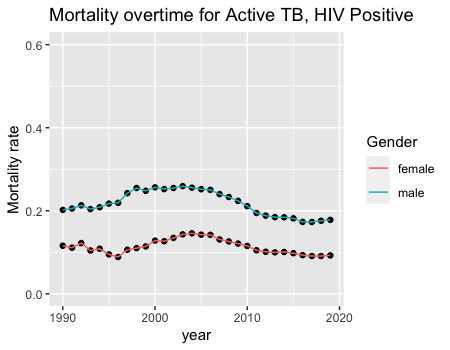 Mortality overtime for Active TB, HIV Positive
0.6
0.4
0.2
0.0
Mortality rate
1990
2000
2010
2020
year
Gender
female
male